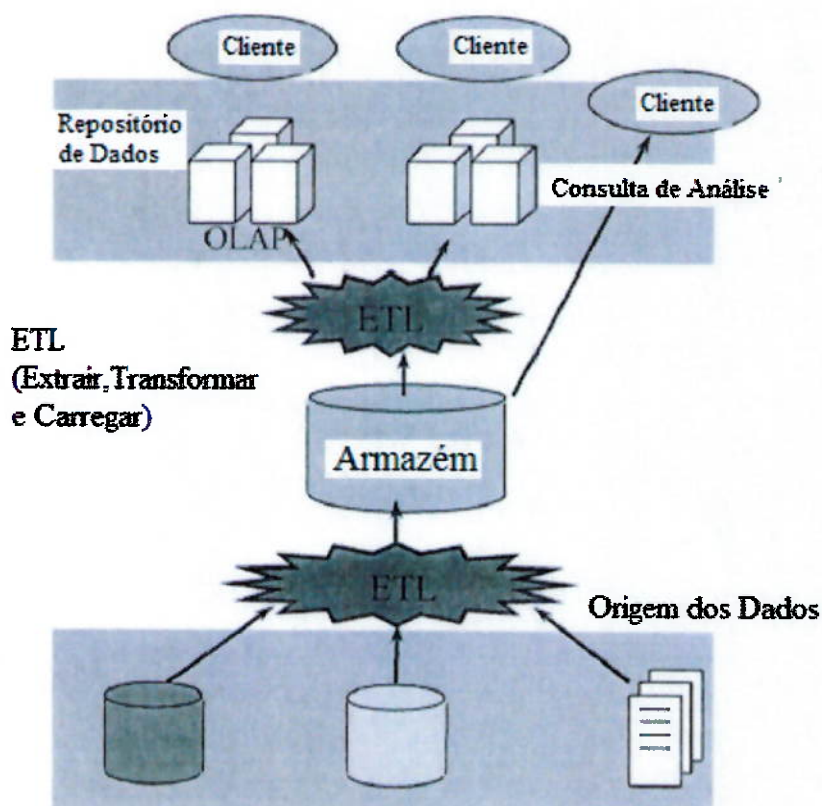 Cliente
Cliente
Cliente
Repositório
de Dados
Consulta de Análise
OLAP
ETL
ETL
(Extrair,Transformar
e Carregar)
Armazém
ETL
Origem dos Dados